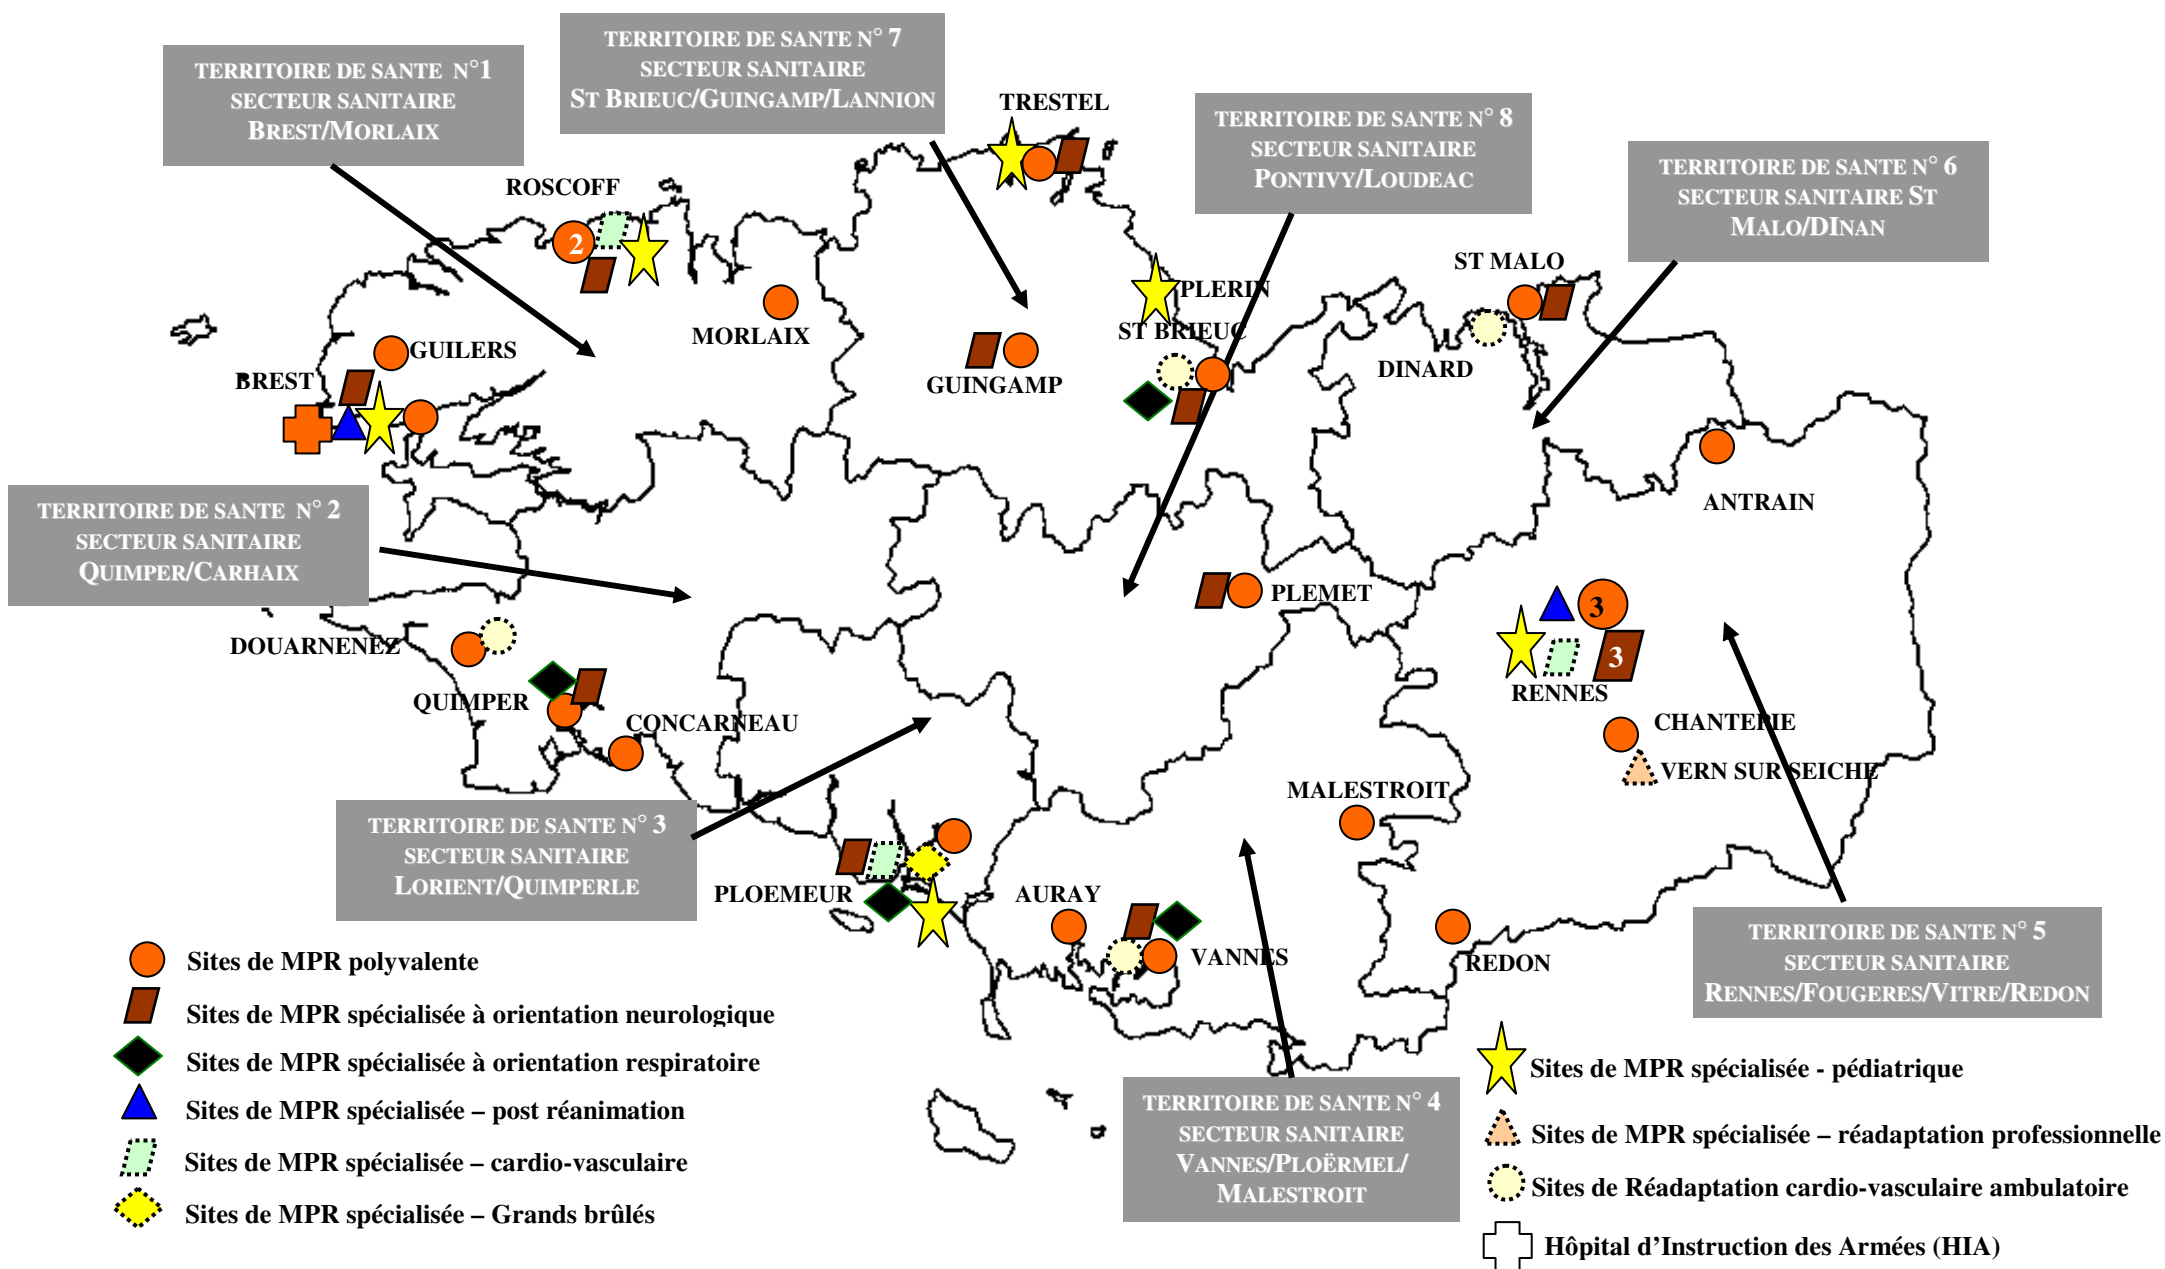 TERRITOIRE DE SANTE N° 7
SECTEUR SANITAIRE
ST BRIEUC/GUINGAMP/LANNION
TERRITOIRE DE SANTE N°1
SECTEUR SANITAIRE
BREST/MORLAIX
TRESTEL
TERRITOIRE DE SANTE N° 8
SECTEUR SANITAIRE
PONTIVY/LOUDEAC
TERRITOIRE DE SANTE N° 6
SECTEUR SANITAIRE ST
MALO/DINAN
ROSCOFF
2
ST MALO
PLERIN
MORLAIX
ST BRIEUC
GUILERS
DINARD
BREST
GUINGAMP
ANTRAIN
TERRITOIRE DE SANTE N° 2
SECTEUR SANITAIRE
QUIMPER/CARHAIX
PLEMET
3
DOUARNENEZ
3
RENNES
QUIMPER
CONCARNEAU
CHANTEPIE
VERN SUR SEICHE
MALESTROIT
TERRITOIRE DE SANTE N° 3
SECTEUR SANITAIRE
LORIENT/QUIMPERLE
PLOEMEUR
AURAY
VANNES
REDON
TERRITOIRE DE SANTE N° 5
SECTEUR SANITAIRE
RENNES/FOUGERES/VITRE/REDON
Sites de MPR polyvalente
Sites de MPR spécialisée à orientation neurologique
Sites de MPR spécialisée à orientation respiratoire
Sites de MPR spécialisée – post réanimation
Sites de MPR spécialisée – cardio-vasculaire
Sites de MPR spécialisée – Grands brûlés
TERRITOIRE DE SANTE N° 4
SECTEUR SANITAIRE
VANNES/PLOËRMEL/
MALESTROIT
Sites de MPR spécialisée - pédiatrique
Sites de MPR spécialisée – réadaptation professionnelle
Sites de Réadaptation cardio-vasculaire ambulatoire
Hôpital d’Instruction des Armées (HIA)